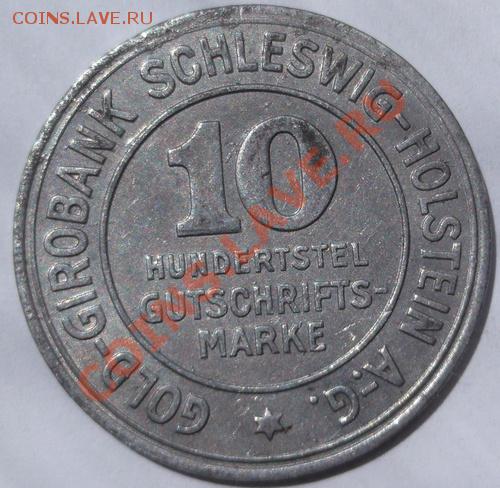 COINS.LAVE.RU
GOLD-GIROBANK SCHLESWIG-HOLSTEIN A.-G.
10
HUNDERTSTEL
GUTSCHRIFTS-
MARKE
COINS.LAVE.RU